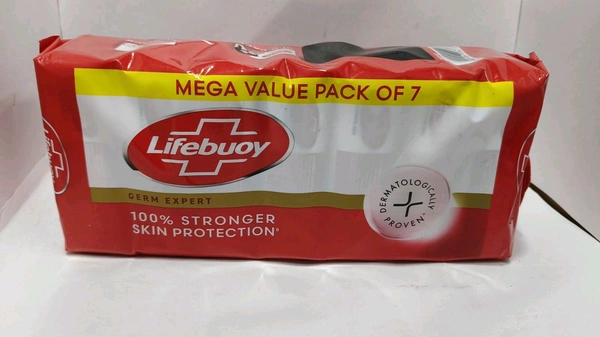 MEGA VALUE PACK OF 7
Lifebuoy
GERM EXPERT
100% STRONGER
SKIN PROTECTION°
DERMATOLOGICALLY
PROVEN